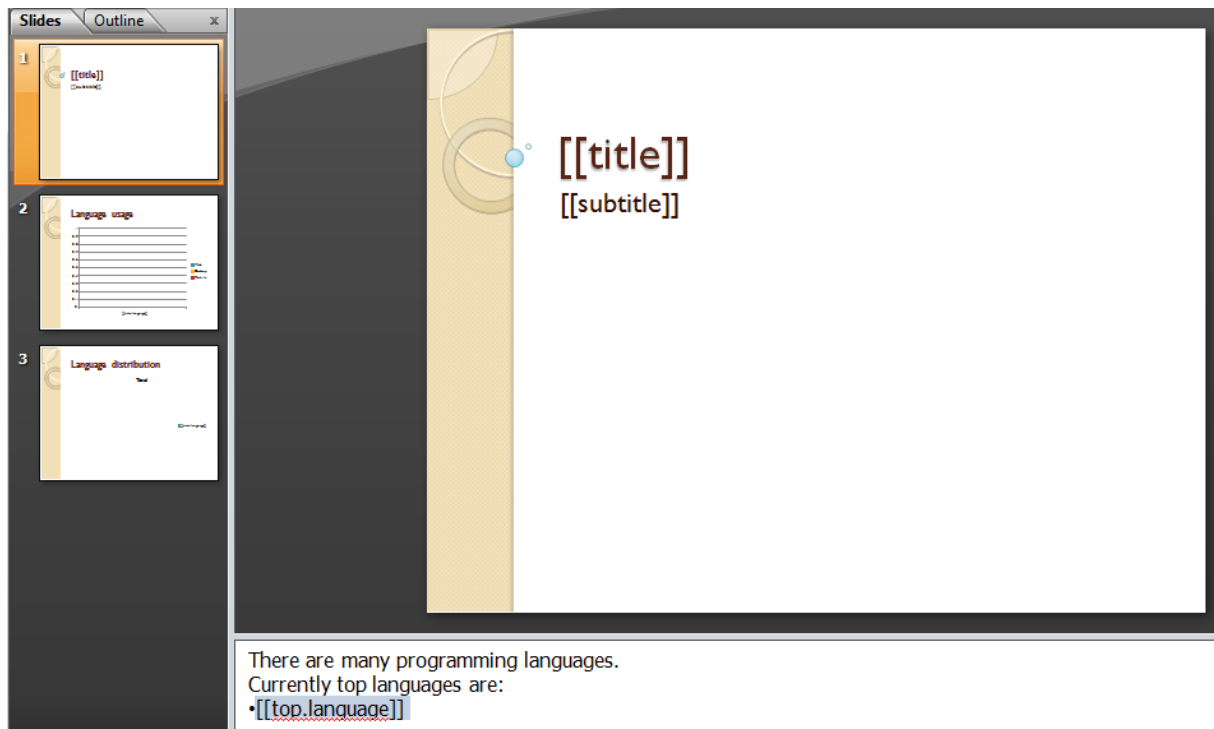 Slides Outline x
1
[[title]]
[[subtitle]]
2
Language usage
3
Language distribution
Total
[[title]]
[[subtitle]]
There are many programming languages.
Currently top languages are:
•[[top.language]]